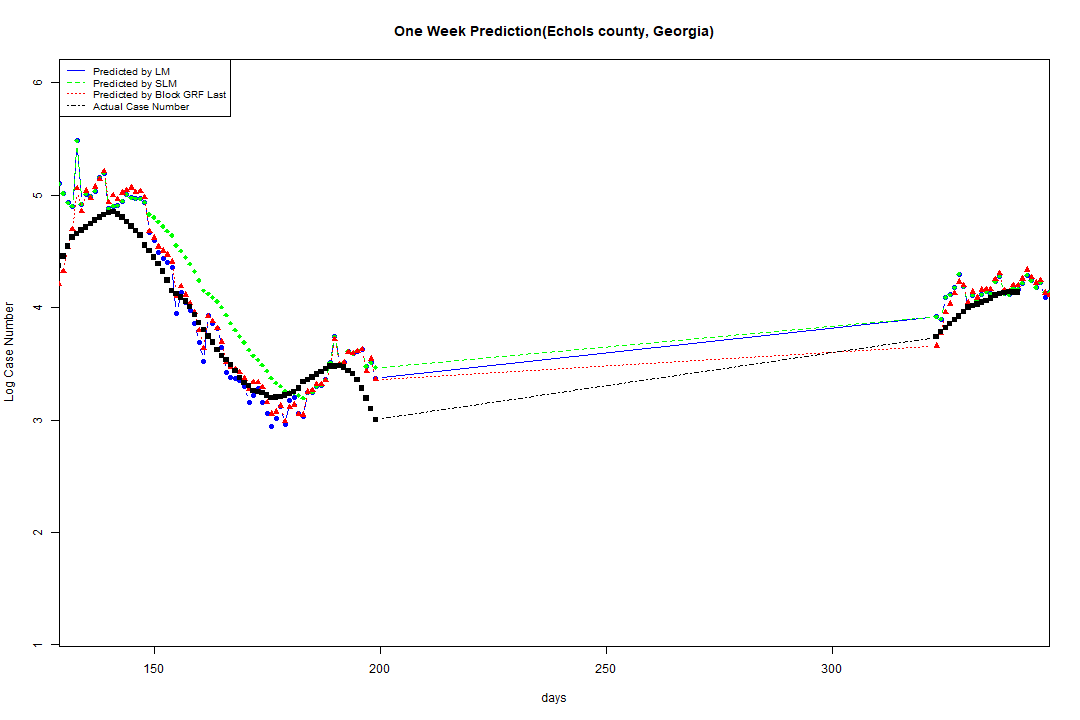 One Week Prediction(Echols county, Georgia)
Predicted by LM
Predicted by SLM
Predicted by Block GRF Last
Actual Case Number
6
5
4
3
2
1
Log Case Number
150 200 250 300
days